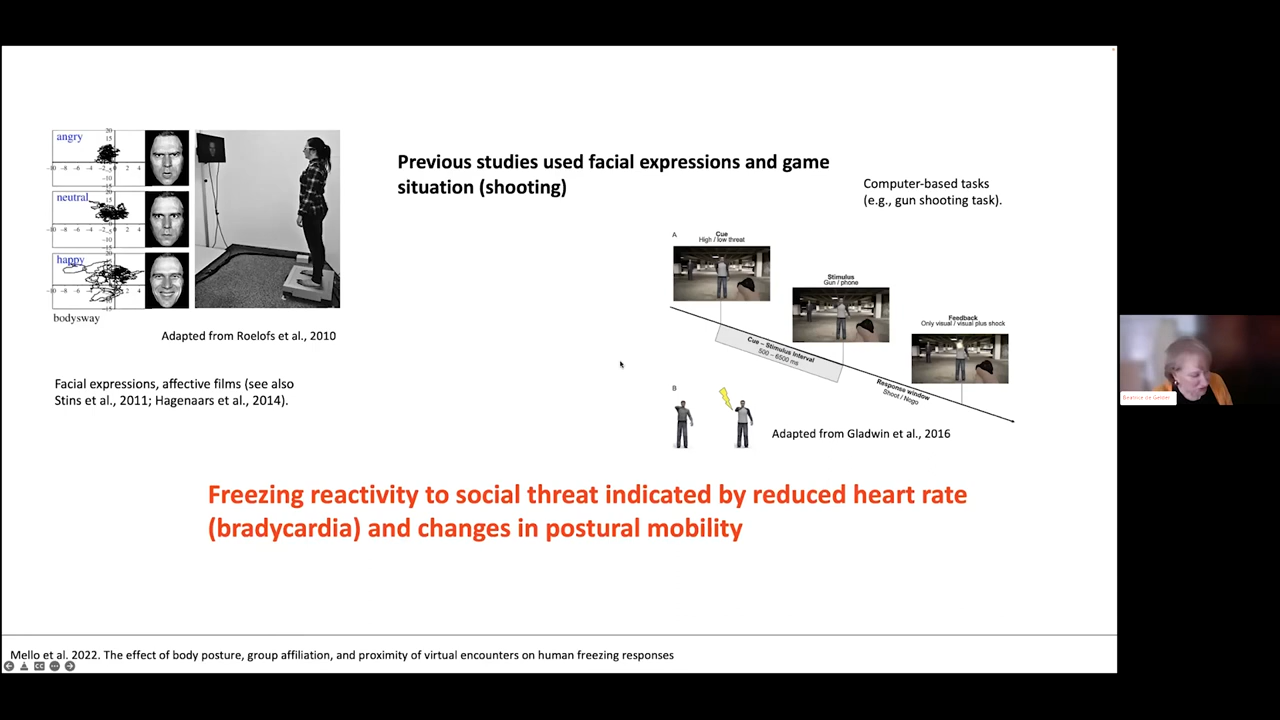 angry
neutral
happy
bodysway
Adapted from Roelofs et al., 2010
Facial expressions, affective films (see also
Stins et al., 2011; Hagenaars et al., 2014).
Previous studies used facial expressions and game
situation (shooting)
Computer-based tasks
(e.g., gun shooting task).
A
Cue
High / low threat
Stimulus
Gun / phone
Feedback
Only visual / visual plus shock
Cue – Stimulus Interval
500 – 6500 ms
Response window
Shoot / Nogo
B
Adapted from Gladwin et al., 2016
Freezing reactivity to social threat indicated by reduced heart rate
(bradycardia) and changes in postural mobility
Mello et al. 2022. The effect of body posture, group affiliation, and proximity of virtual encounters on human freezing responses
Beatrice de Gelder